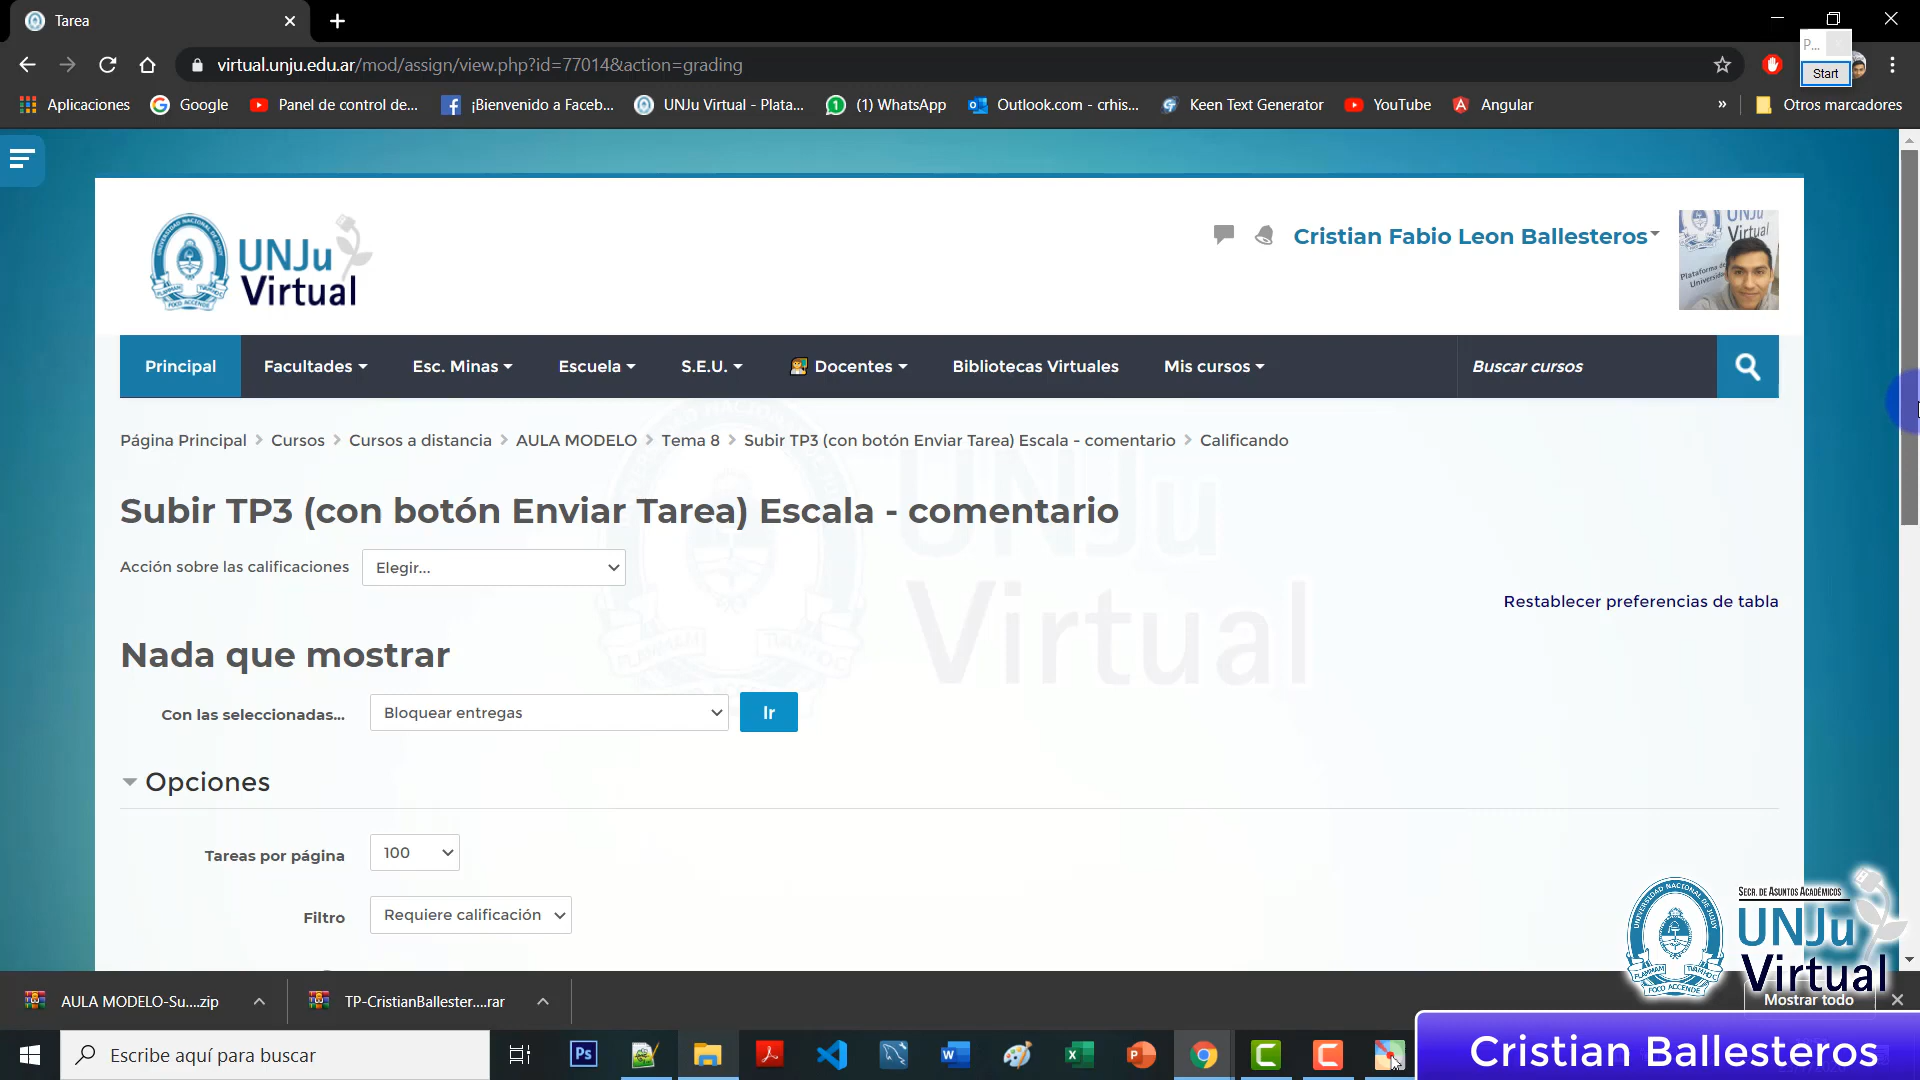 Tarea
virtual.unju.edu.ar/mod/assign/view.php?id=77014&action=grading
P...
Start
Aplicaciones
Google
Panel de control de...
¡Bienvenido a Faceb...
UNJu Virtual - Plata...
(1) WhatsApp
Outlook.com - crhis...
Keen Text Generator
YouTube
Angular
»
Otros marcadores
UNJu
Virtual
Cristian Fabio Leon Ballesteros
Principal
Facultades
Esc. Minas
Escuela
S.E.U.
Docentes
Bibliotecas Virtuales
Mis cursos
Buscar cursos
Página Principal > Cursos > Cursos a distancia > AULA MODELO > Tema 8 > Subir TP3 (con botón Enviar Tarea) Escala - comentario > Calificando
Subir TP3 (con botón Enviar Tarea) Escala - comentario
Acción sobre las calificaciones
Elegir...
Restablecer preferencias de tabla
UNJu
Virtual
Nada que mostrar
Con las seleccionadas...
Bloquear entregas
Ir
Opciones
Tareas por página
100
Filtro
Requiere calificación
Secr. de Asuntos Académicos
UNJu
Virtual
AULA MODELO-Su....zip
TP-CristianBallester....rar
Mostrar todo
Escribe aquí para buscar
Cristian Ballesteros